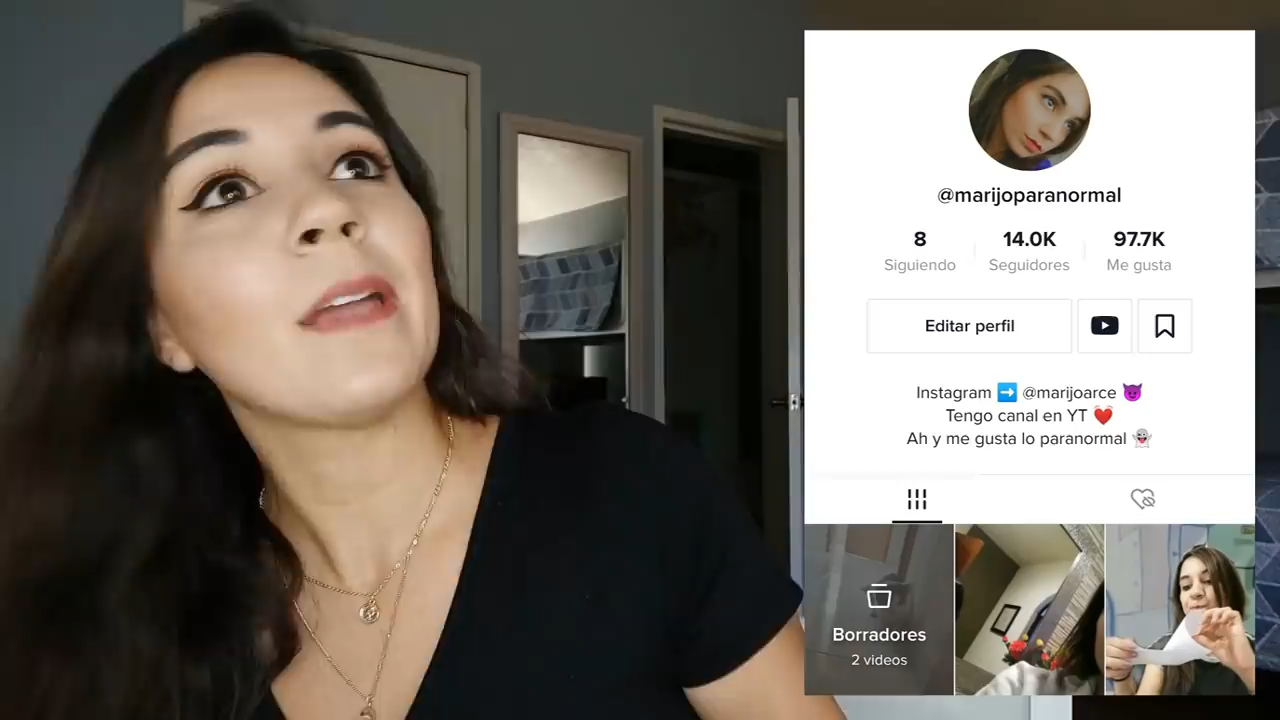 @marijoparanormal
8 14.0K 97.7K
Siguiendo Seguidores Me gusta
Editar perfil
Instagram ➡️ @marijoarce 😈
Tengo canal en YT ❤️
Ah y me gusta lo paranormal 👻
Borradores
2 videos